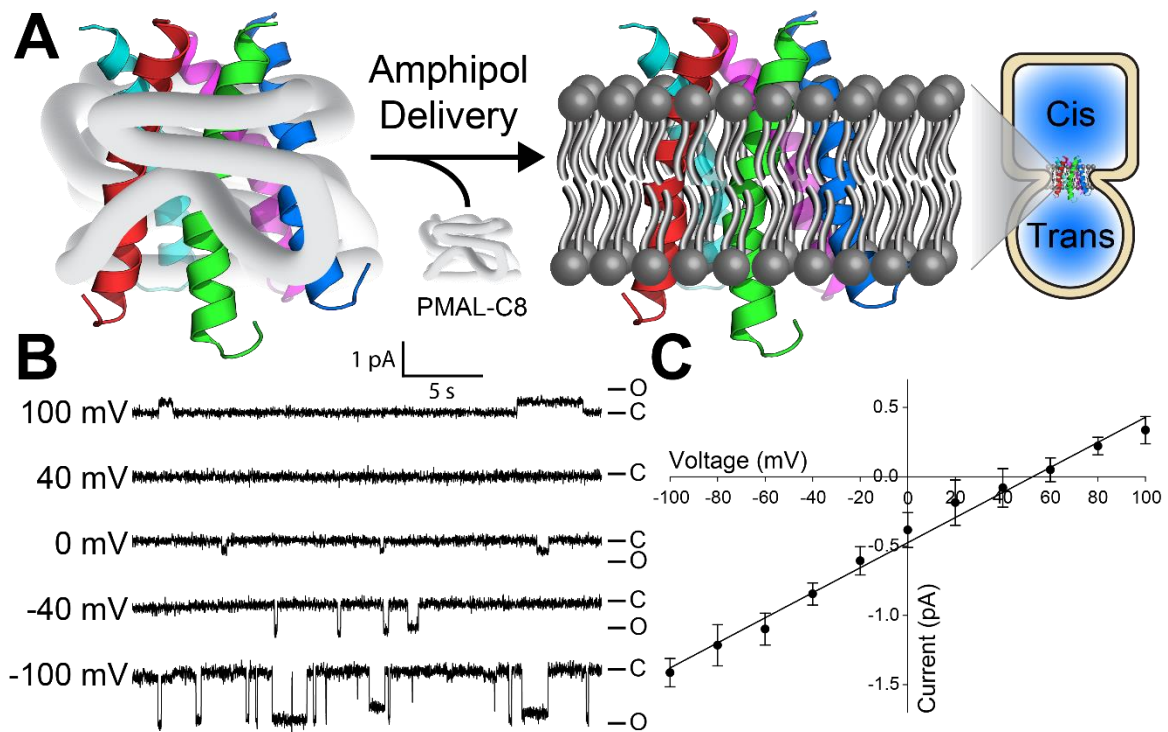 A
Amphipol
Delivery
PMAL-C8
Cis
Trans
B
1 pA
5 s
100 mV
O
C
40 mV
C
0 mV
C
O
-40 mV
C
O
-100 mV
C
O
C
0.5
Voltage (mV)
0.0
-100 -80 -60 -40 -20 0 20 40 60 80 100
-0.5
-1.0
-1.5
Current (pA)